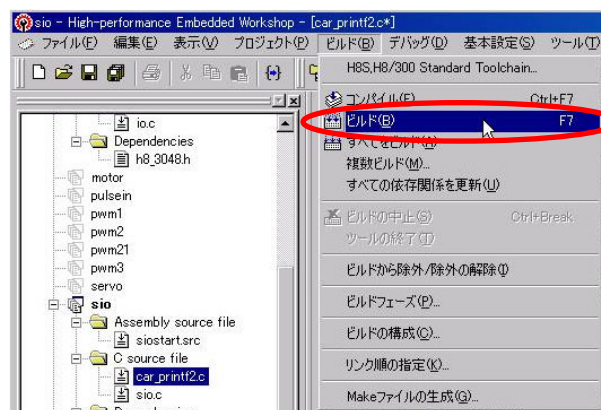 sio - High-performance Embedded Workshop - [car_printf2.c*]
ファイル(F) 編集(E) 表示(V) プロジェクト(P) ビルド(B) デバッグ(D) 基本設定(S) ツール(T)
H8S,H8/300 Standard Toolchain...
コンパイル(F) Ctrl+F7
ビルド(B) F7
すべてをビルド(A)
複数ビルド(M)...
すべての依存関係を更新(U)
ビルドの中止(S) Ctrl+Break
ツールの終了(T)
ビルドから除外/除外の解除(I)
ビルドフェーズ(P)...
ビルドの構成(C)...
リンク順の指定(K)...
Makeファイルの生成(G)...
io.c
Dependencies
h8_3048.h
motor
pulsein
pwm1
pwm2
pwm21
pwm3
servo
sio
Assembly source file
siostart.src
C source file
car_printf2.c
sio.c
Dependencies